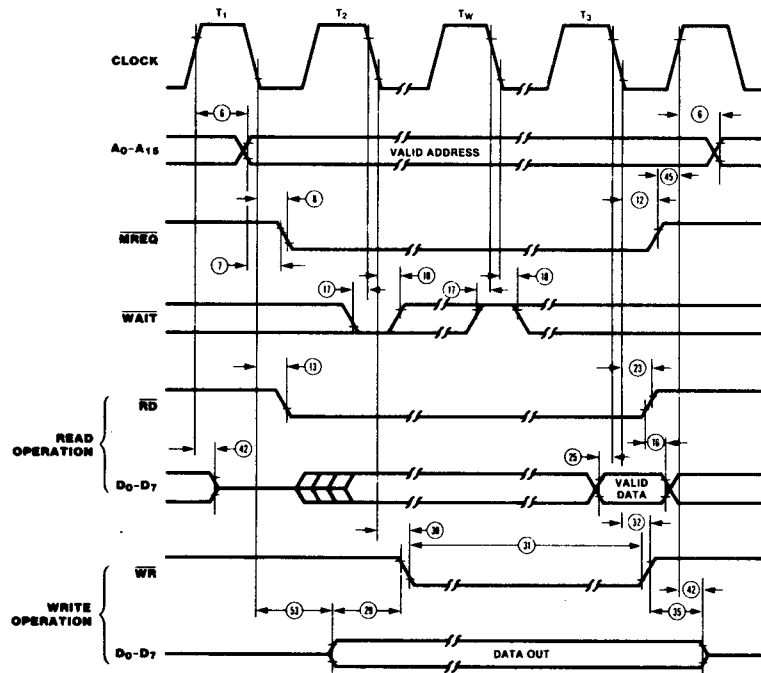 T1 T2 TW T3
CLOCK
6 6
A0-A15 VALID ADDRESS
45
8 12
MREQ
7
17 18 17 18
WAIT
13 23
RD
READ OPERATION
42 16
25
D0-D7 VALID DATA
30 32
31
WR
42
WRITE OPERATION
53 29 35
D0-D7 DATA OUT